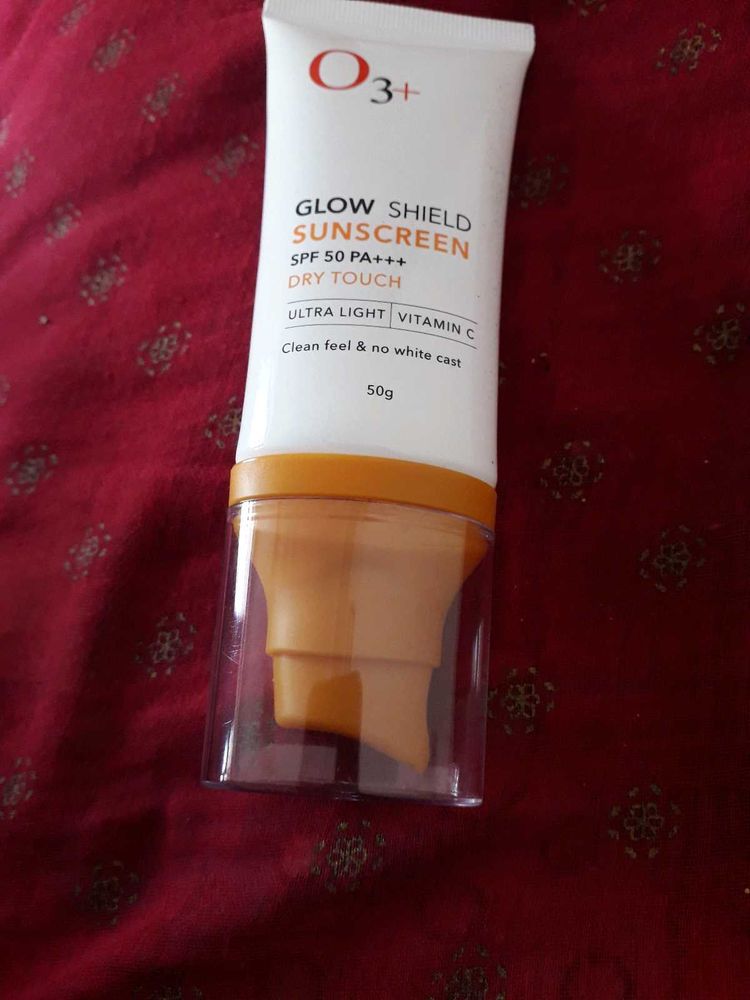 O3+
GLOW SHIELD
SUNSCREEN
SPF 50 PA+++
DRY TOUCH
ULTRA LIGHT | VITAMIN C
Clean feel & no white cast
50g